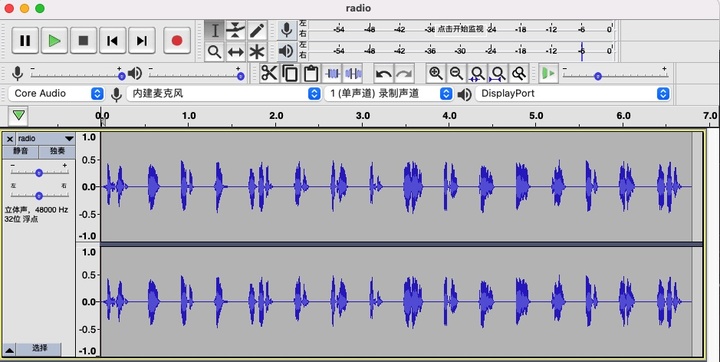 radio
左 右 -54 -48 -42 -36 点击开始监视 -24 -18 -12 -6 0
左 右 -54 -48 -42 -36 -30 -24 -18 -12 -6 0
Core Audio 内建麦克风 1 (单声道) 录制声道 DisplayPort
0.0 1.0 2.0 3.0 4.0 5.0 6.0 7.0
× radio
静音 独奏
- +
左 右
立体声, 48000 Hz
32位 浮点
选择
1.0
0.5
0.0
-0.5
-1.0
1.0
0.5
0.0
-0.5
-1.0